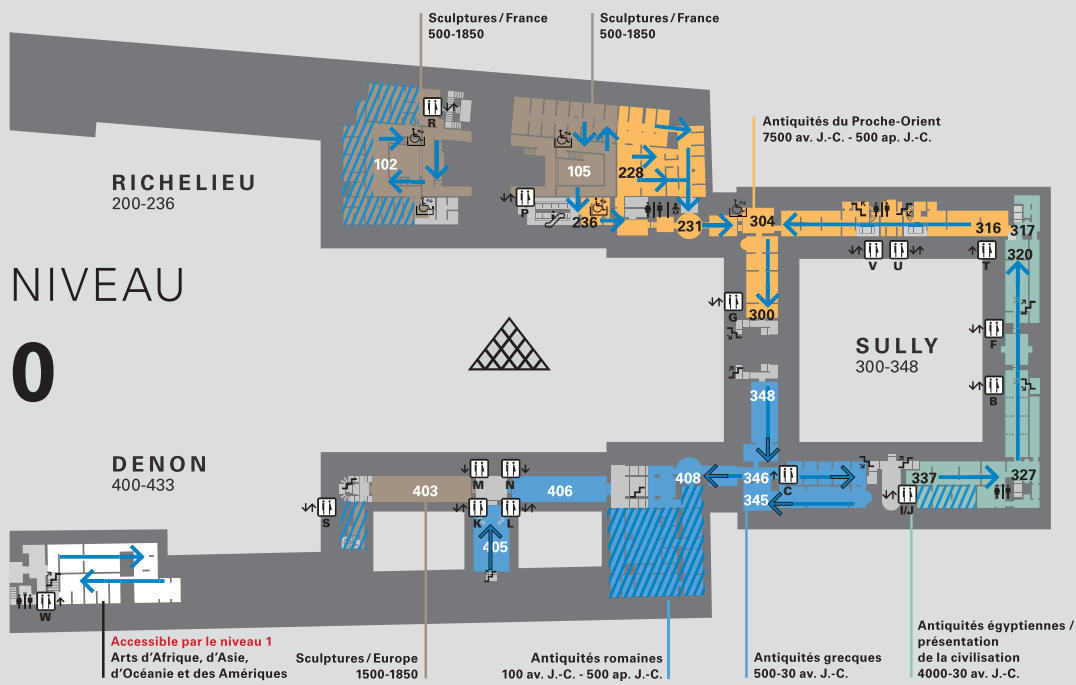 Sculptures / France
500-1850
Sculptures / France
500-1850
R
102
105
P
228
236
231
Antiquités du Proche-Orient
7500 av. J.-C. - 500 ap. J.-C.
RICHELIEU
200-236
304
316
317
320
V
U
T
NIVEAU
0
G
300
F
SULLY
300-348
B
348
DENON
400-433
M
N
403
406
S
K
L
405
408
346
345
C
337
I/J
327
W
Accessible par le niveau 1
Arts d'Afrique, d'Asie,
d'Océanie et des Amériques
Sculptures / Europe
1500-1850
Antiquités romaines
100 av. J.-C. - 500 ap. J.-C.
Antiquités grecques
500-30 av. J.-C.
Antiquités égyptiennes /
présentation
de la civilisation
4000-30 av. J.-C.